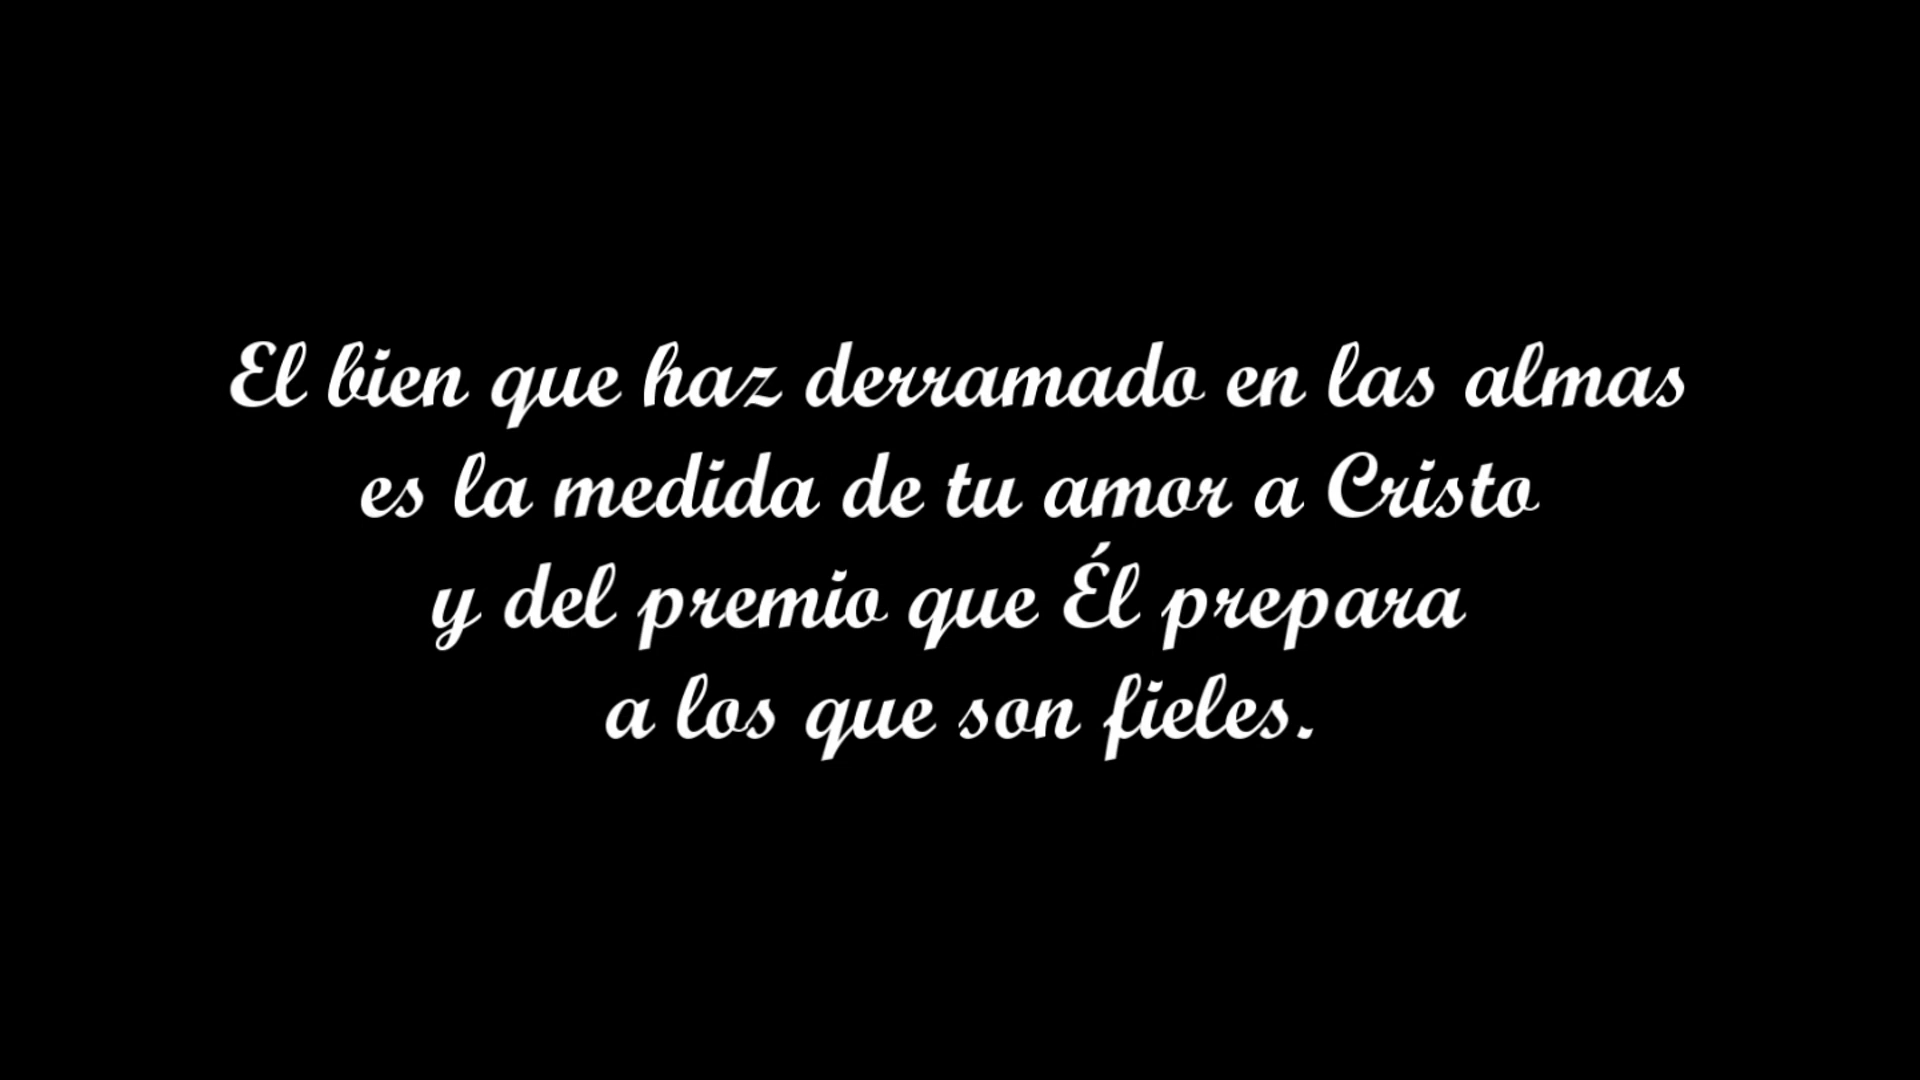 El bien que haz derramado en las almas
es la medida de tu amor a Cristo
y del premio que Él prepara
a los que son fieles.